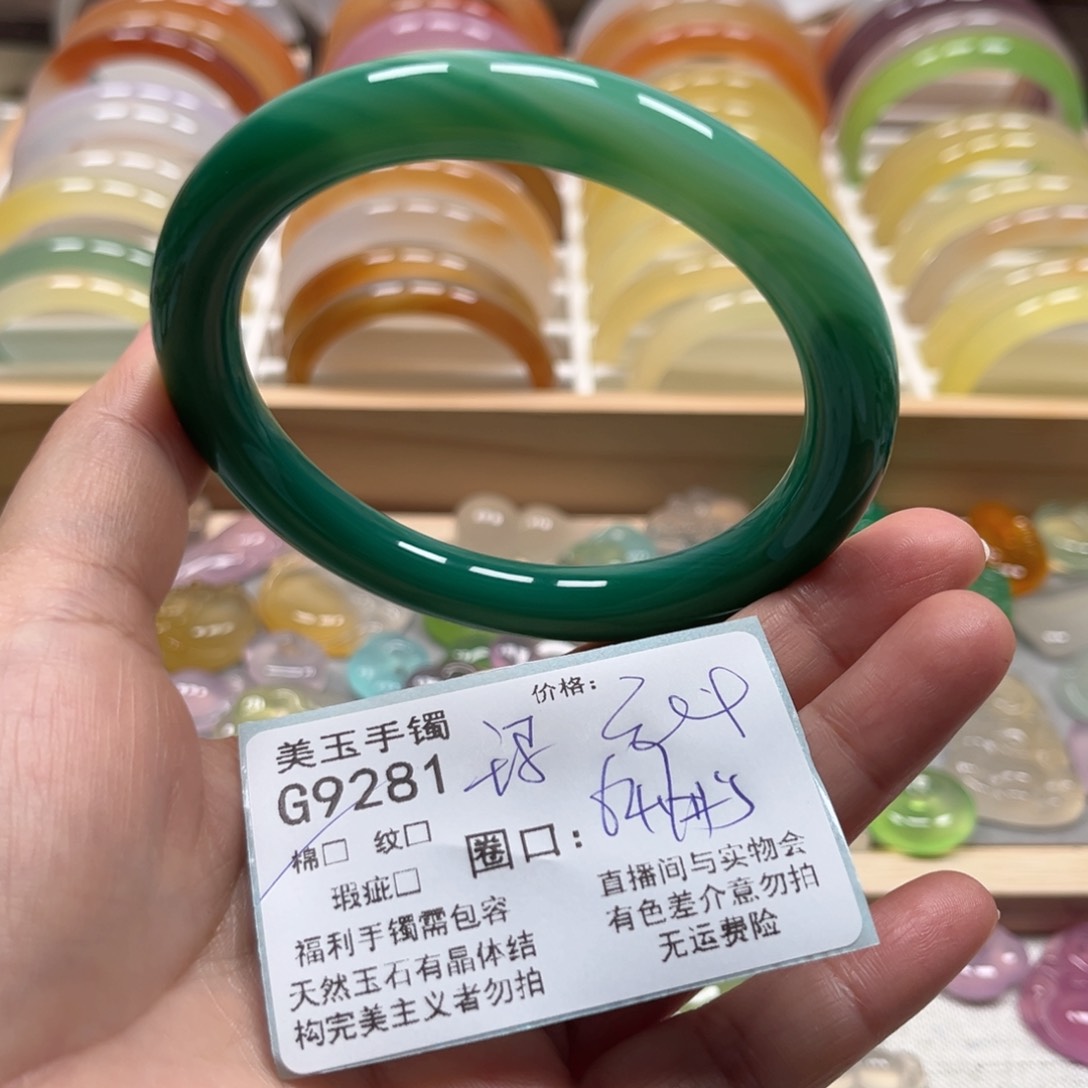 价格:
美玉手镯
G9281
棉□ 纹□
圈口:
瑕疵□
福利手镯需包容
天然玉石有晶体结
构完美主义者勿拍
直播间与实物会
有色差介意勿拍
无运费险